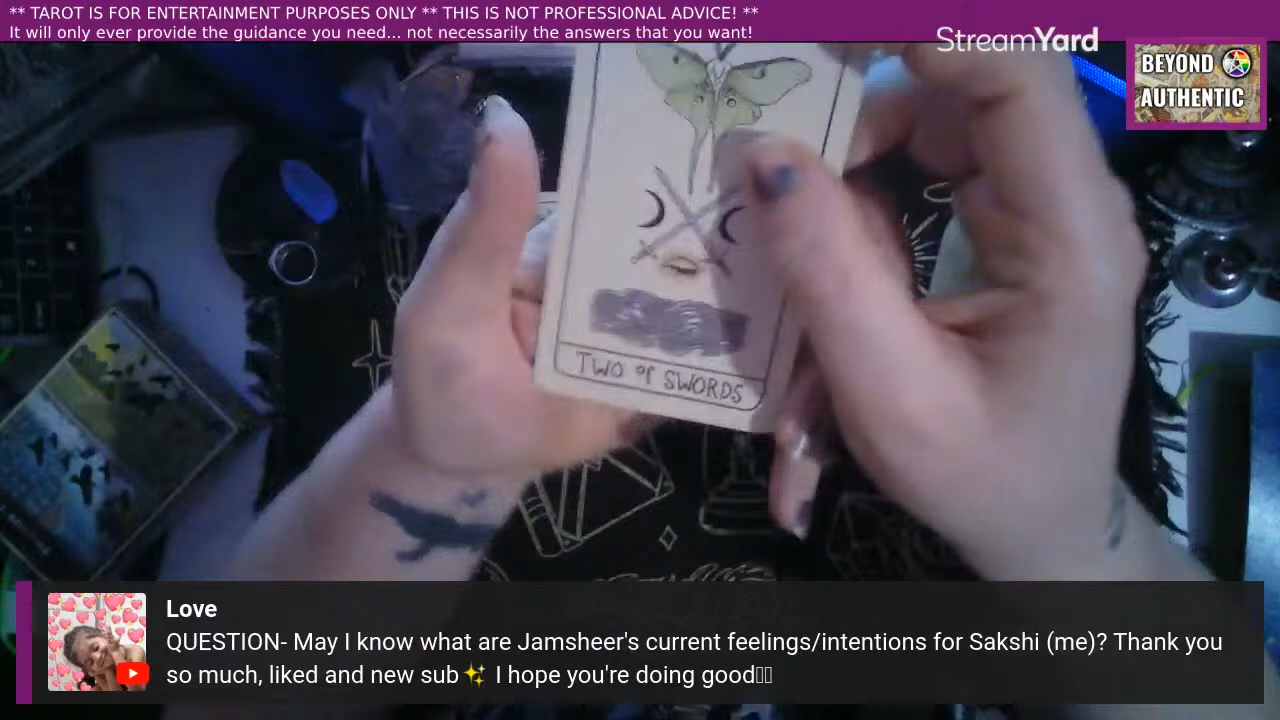 ** TAROT IS FOR ENTERTAINMENT PURPOSES ONLY ** THIS IS NOT PROFESSIONAL ADVICE! **
It will only ever provide the guidance you need... not necessarily the answers that you want!
StreamYard
BEYOND
AUTHENTIC
TWO of SWORDS
Love
QUESTION- May I know what are Jamsheer's current feelings/intentions for Sakshi (me)? Thank you
so much, liked and new sub✨ I hope you're doing good